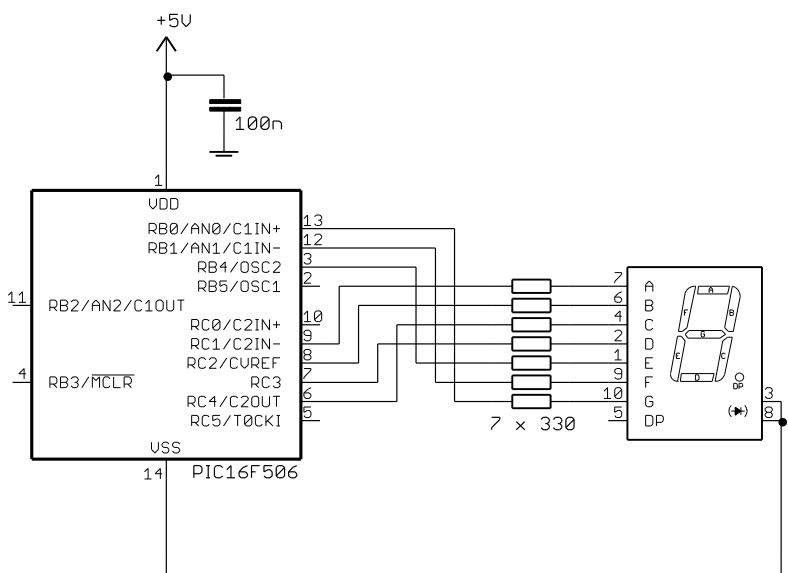 +5V
100n
1
VDD
RB0/AN0/C1IN+ 13
RB1/AN1/C1IN- 12
RB4/OSC2 3
RB5/OSC1 2
11 RB2/AN2/C1OUT
RC0/C2IN+ 10
RC1/C2IN- 9
RC2/CVREF 8
4 RB3/MCLR
RC3 7
RC4/C2OUT 6
RC5/T0CKI 5
VSS
14
PIC16F506
7 x 330
7 A
6 B
4 C
2 D
1 E
9 F
10 G
5 DP
A
F
B
G
E
C
D
DP
3
8